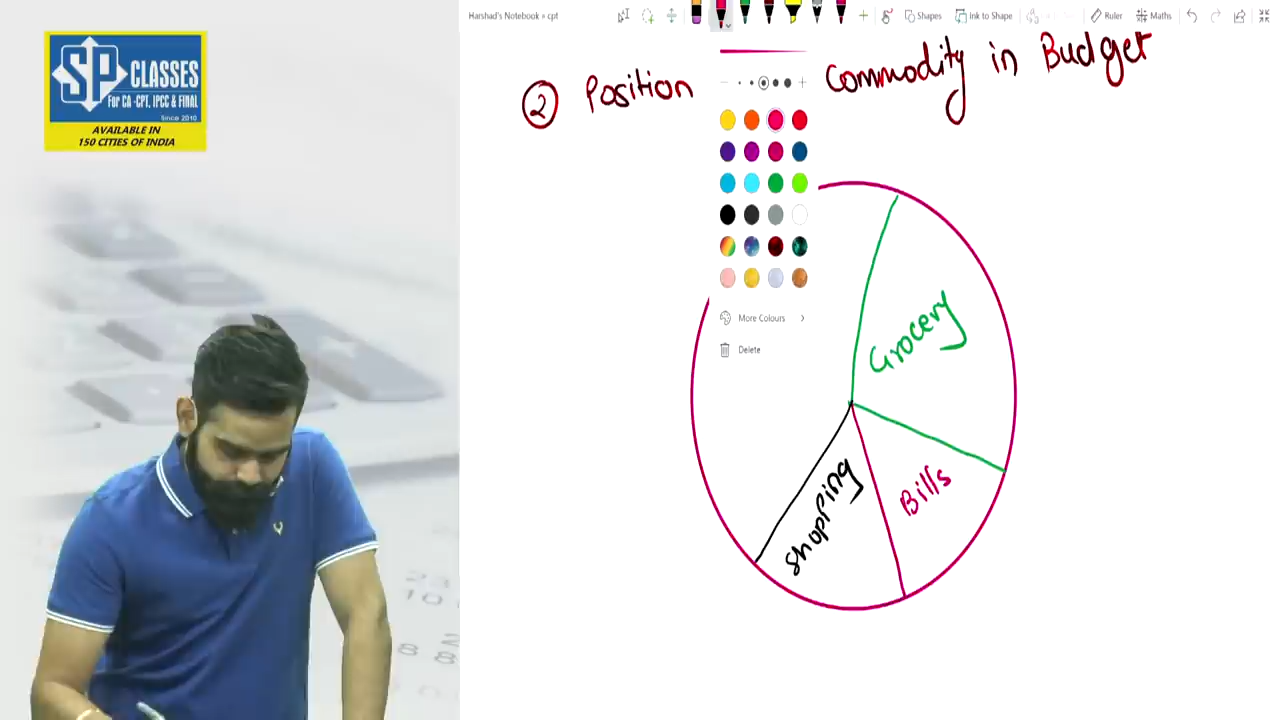 Harshad's Notebook » cpt
Shapes
Ink to Shape
Ruler
Maths
SP CLASSES
For CA -CPT, IPCC & FINAL
Since 2010
AVAILABLE IN
150 CITIES OF INDIA
2 Position Commodity in Budget
More Colours
Delete
Grocery
Bills
Shopping